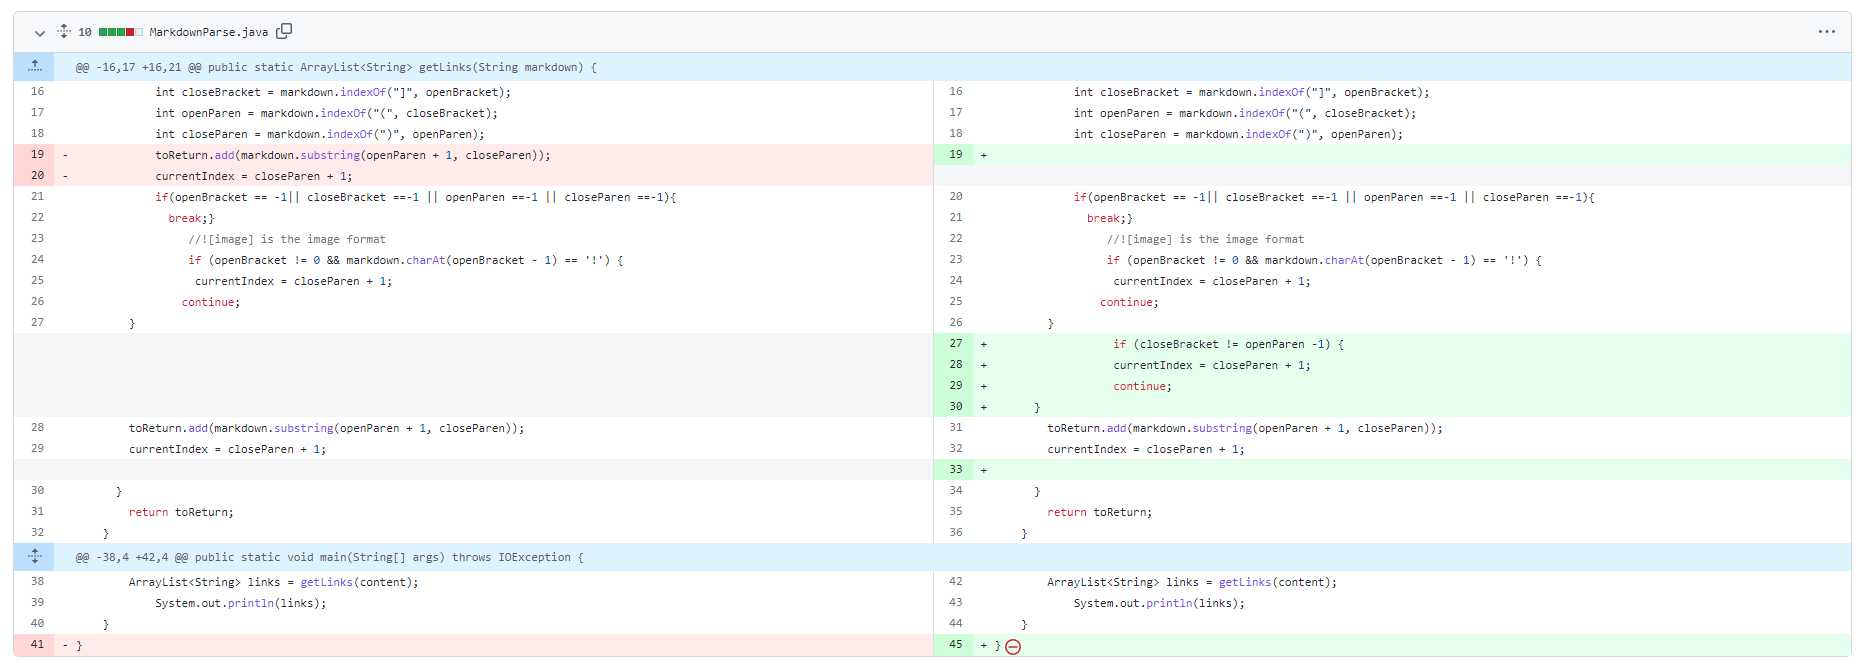 10 MarkdownParse.java
@@ -16,17 +16,21 @@ public static ArrayList<String> getLinks(String markdown) {
16 int closeBracket = markdown.indexOf("]", openBracket); 16 int closeBracket = markdown.indexOf("]", openBracket);
17 int openParen = markdown.indexOf("(", closeBracket); 17 int openParen = markdown.indexOf("(", closeBracket);
18 int closeParen = markdown.indexOf(")", openParen); 18 int closeParen = markdown.indexOf(")", openParen);
19 - toReturn.add(markdown.substring(openParen + 1, closeParen)); 19 +
20 - currentIndex = closeParen + 1;
21 if(openBracket == -1|| closeBracket ==-1 || openParen ==-1 || closeParen ==-1){ 20 if(openBracket == -1|| closeBracket ==-1 || openParen ==-1 || closeParen ==-1){
22 break;} 21 break;}
23 //![image] is the image format 22 //![image] is the image format
24 if (openBracket != 0 && markdown.charAt(openBracket - 1) == '!') { 23 if (openBracket != 0 && markdown.charAt(openBracket - 1) == '!') {
25 currentIndex = closeParen + 1; 24 currentIndex = closeParen + 1;
26 continue; 25 continue;
27 } 26 }
27 + if (closeBracket != openParen -1) {
28 + currentIndex = closeParen + 1;
29 + continue;
30 + }
28 toReturn.add(markdown.substring(openParen + 1, closeParen)); 31 toReturn.add(markdown.substring(openParen + 1, closeParen));
29 currentIndex = closeParen + 1; 32 currentIndex = closeParen + 1;
33 +
30 } 34 }
31 return toReturn; 35 return toReturn;
32 } 36 }
@@ -38,4 +42,4 @@ public static void main(String[] args) throws IOException {
38 ArrayList<String> links = getLinks(content); 42 ArrayList<String> links = getLinks(content);
39 System.out.println(links); 43 System.out.println(links);
40 } 44 }
41 - } 45 + }